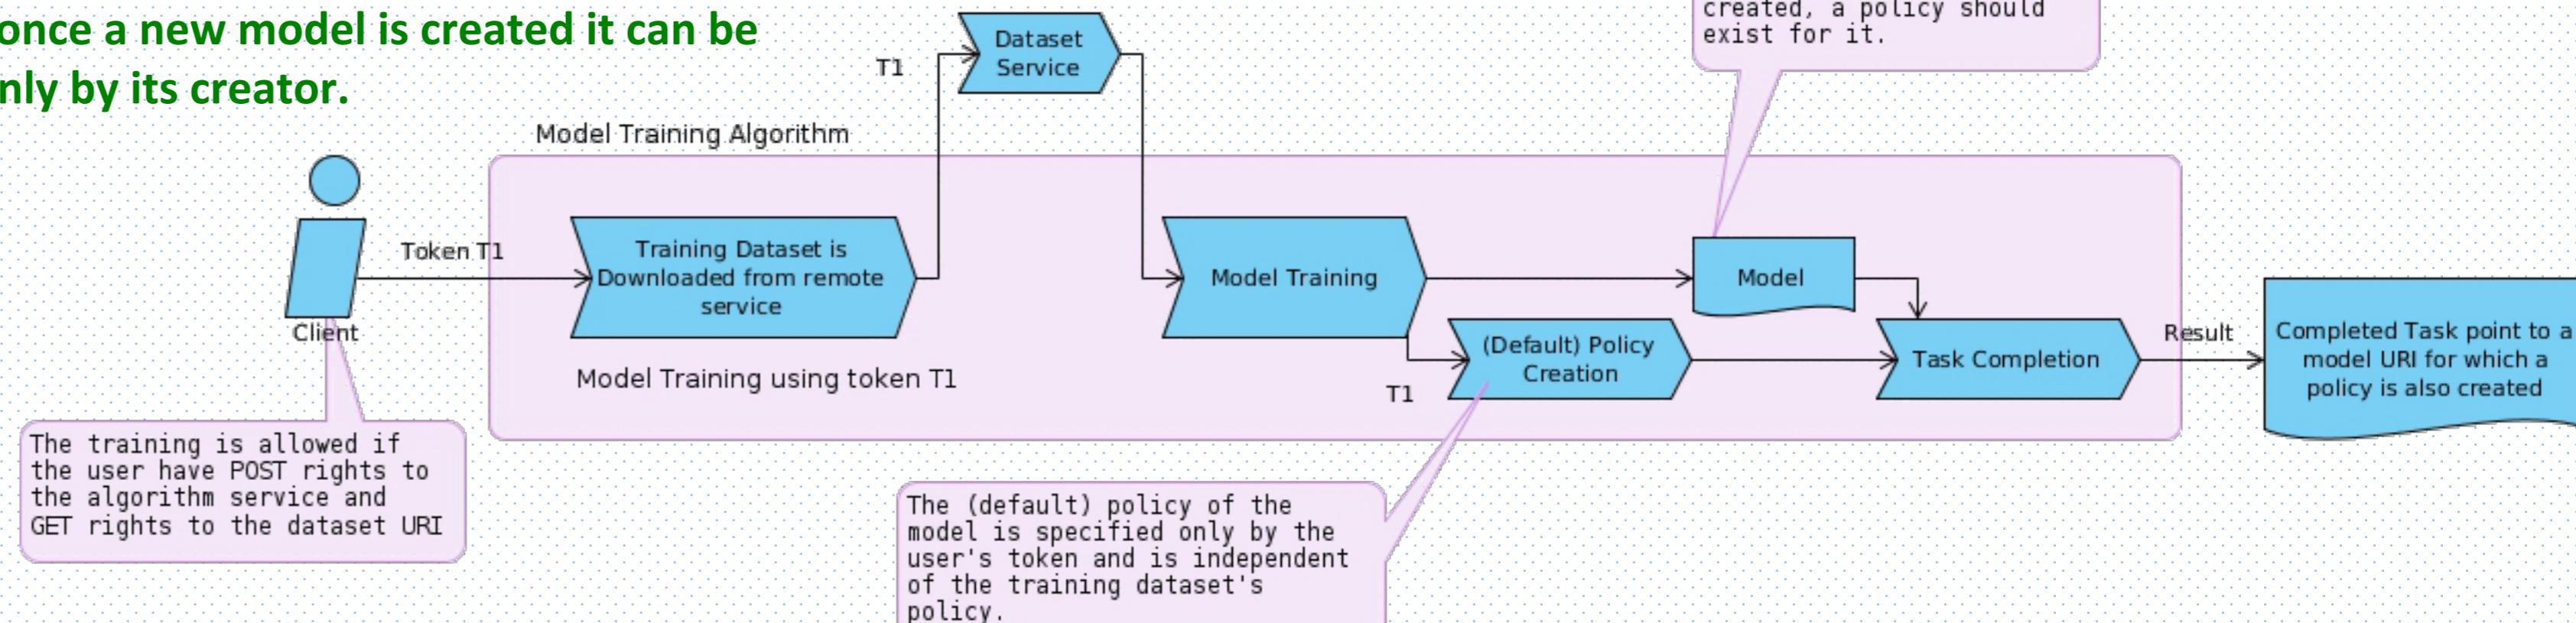 once a new model is created it can be
only by its creator.
created, a policy should
exist for it.
Dataset
Service
T1
Model Training Algorithm
Token T1
Training Dataset is
Downloaded from remote
service
Model Training
Model
Client
(Default) Policy
Creation
Task Completion
Result
Completed Task point to a
model URI for which a
policy is also created
Model Training using token T1
T1
The training is allowed if
the user have POST rights to
the algorithm service and
GET rights to the dataset URI
The (default) policy of the
model is specified only by the
user's token and is independent
of the training dataset's
policy.